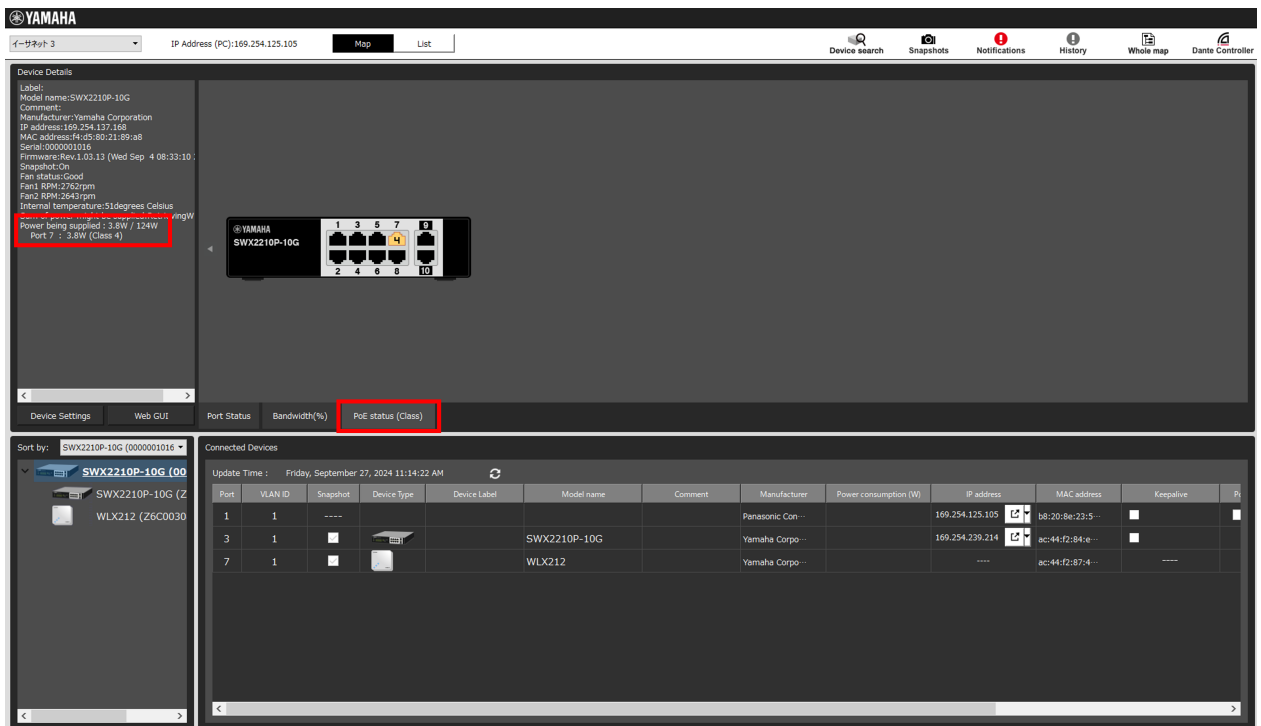 YAMAHA
イーサネット 3
IP Address (PC):169.254.125.105
Map
List
Device search
Snapshots
Notifications
History
Whole map
Dante Controller
Device Details
Label:
Model name:SWX2210P-10G
Comment:
Manufacturer:Yamaha Corporation
IP address:169.254.137.168
MAC address:f4:d5:80:21:89:a8
Serial:0000001016
Firmware:Rev.1.03.13 (Wed Sep 4 08:33:10
Snapshot:On
Fan status:Good
Fan1 RPM:2762rpm
Fan2 RPM:2643rpm
Internal temperature:51degrees Celsius
Power being supplied : 3.8W / 124W
Port 7 : 3.8W (Class 4)
YAMAHA
SWX2210P-10G
1 3 5 7 9
4
2 4 6 8 10
Device Settings
Web GUI
Port Status
Bandwidth(%)
PoE status (Class)
Sort by:
SWX2210P-10G (0000001016
SWX2210P-10G (00
SWX2210P-10G (Z
WLX212 (Z6C0030
Connected Devices
Update Time : Friday, September 27, 2024 11:14:22 AM
Port VLAN ID Snapshot Device Type Device Label Model name Comment Manufacturer Power consumption (W) IP address MAC address Keepalive
1 1 ---- Panasonic Con··· 169.254.125.105 b8:20:8e:23:5···
3 1 SWX2210P-10G Yamaha Corpo··· 169.254.239.214 ac:44:f2:84:e···
7 1 WLX212 Yamaha Corpo··· ---- ac:44:f2:87:4··· ----